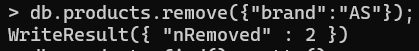 > db.products.remove({"brand":"AS"});
WriteResult({ "nRemoved" : 2 })